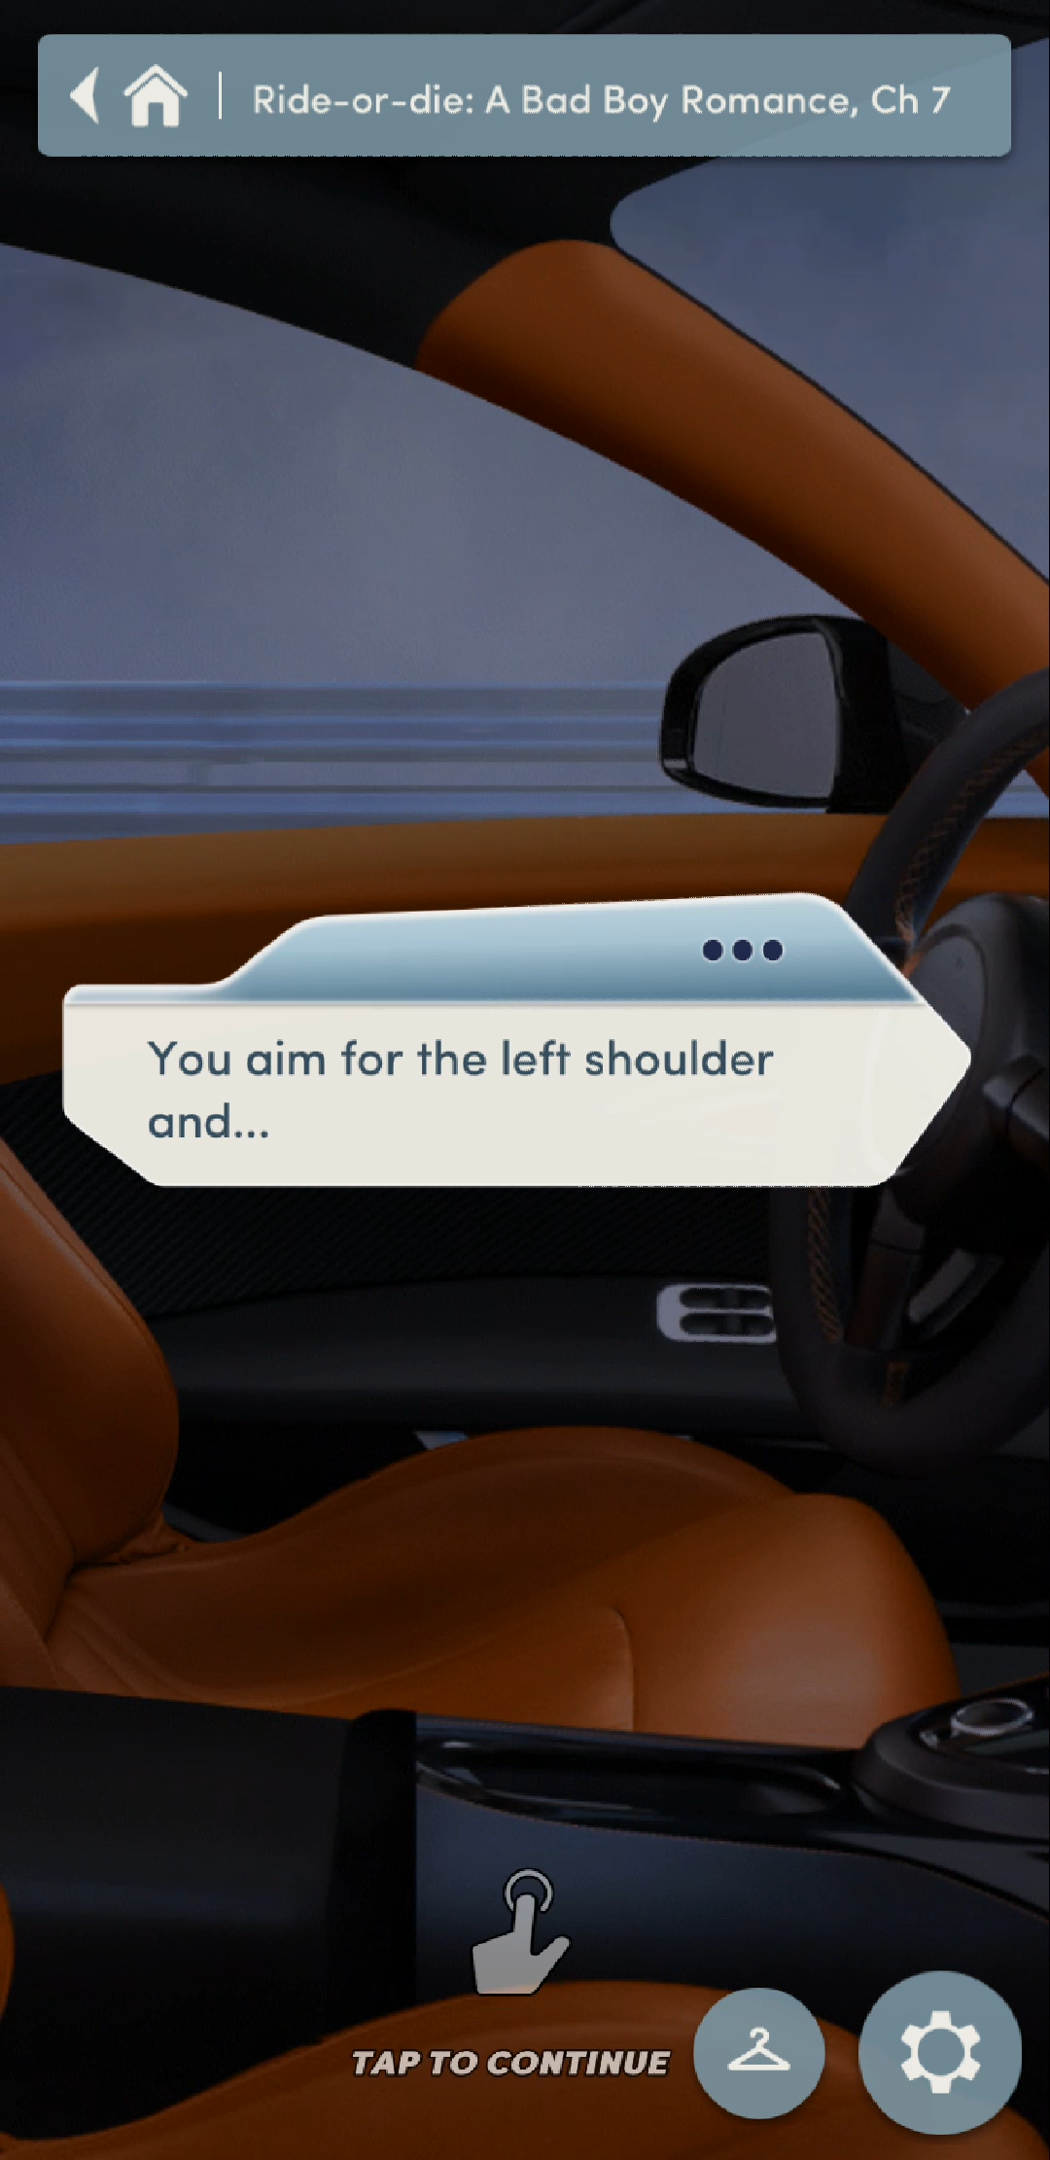 Ride-or-die: A Bad Boy Romance, Ch 7
You aim for the left shoulder
and...
TAP TO CONTINUE